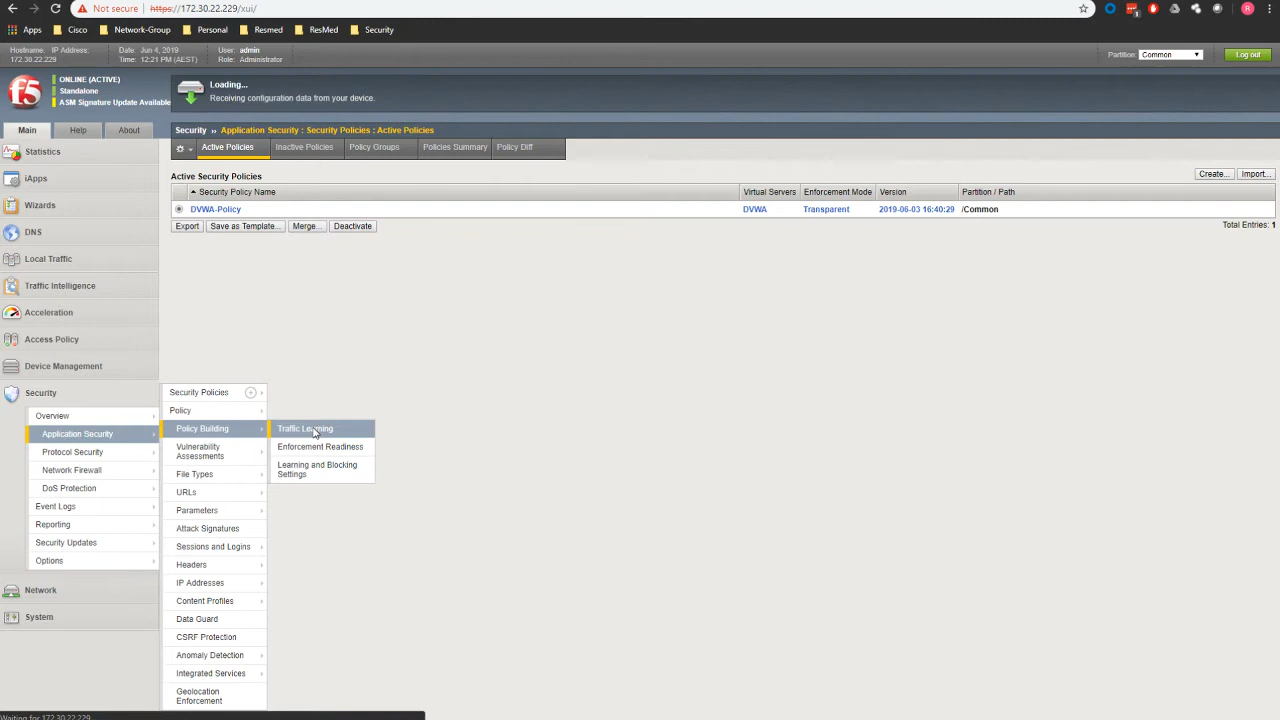 Not secure
https://172.30.22.229/xui/
R
Apps
Cisco
Network-Group
Personal
Resmed
ResMed
Security
Hostname: IP Address:
172.30.22.229
Date: Jun 4, 2019
Time: 12:21 PM (AEST)
User: admin
Role: Administrator
Partition: Common
Log out
f5
ONLINE (ACTIVE)
Standalone
ASM Signature Update Available
Loading...
Receiving configuration data from your device.
Main
Help
About
Security ›› Application Security : Security Policies : Active Policies
Active Policies
Inactive Policies
Policy Groups
Policies Summary
Policy Diff
Active Security Policies
Create...
Import...
Security Policy Name
Virtual Servers
Enforcement Mode
Version
Partition / Path
DVWA-Policy
DVWA
Transparent
2019-06-03 16:40:29
/Common
Export
Save as Template...
Merge...
Deactivate
Total Entries: 1
Statistics
iApps
Wizards
DNS
Local Traffic
Traffic Intelligence
Acceleration
Access Policy
Device Management
Security
Overview
Application Security
Protocol Security
Network Firewall
DoS Protection
Event Logs
Reporting
Security Updates
Options
Network
System
Security Policies
Policy
Policy Building
Vulnerability
Assessments
File Types
URLs
Parameters
Attack Signatures
Sessions and Logins
Headers
IP Addresses
Content Profiles
Data Guard
CSRF Protection
Anomaly Detection
Integrated Services
Geolocation
Enforcement
Traffic Learning
Enforcement Readiness
Learning and Blocking
Settings
Waiting for 172.30.22.229